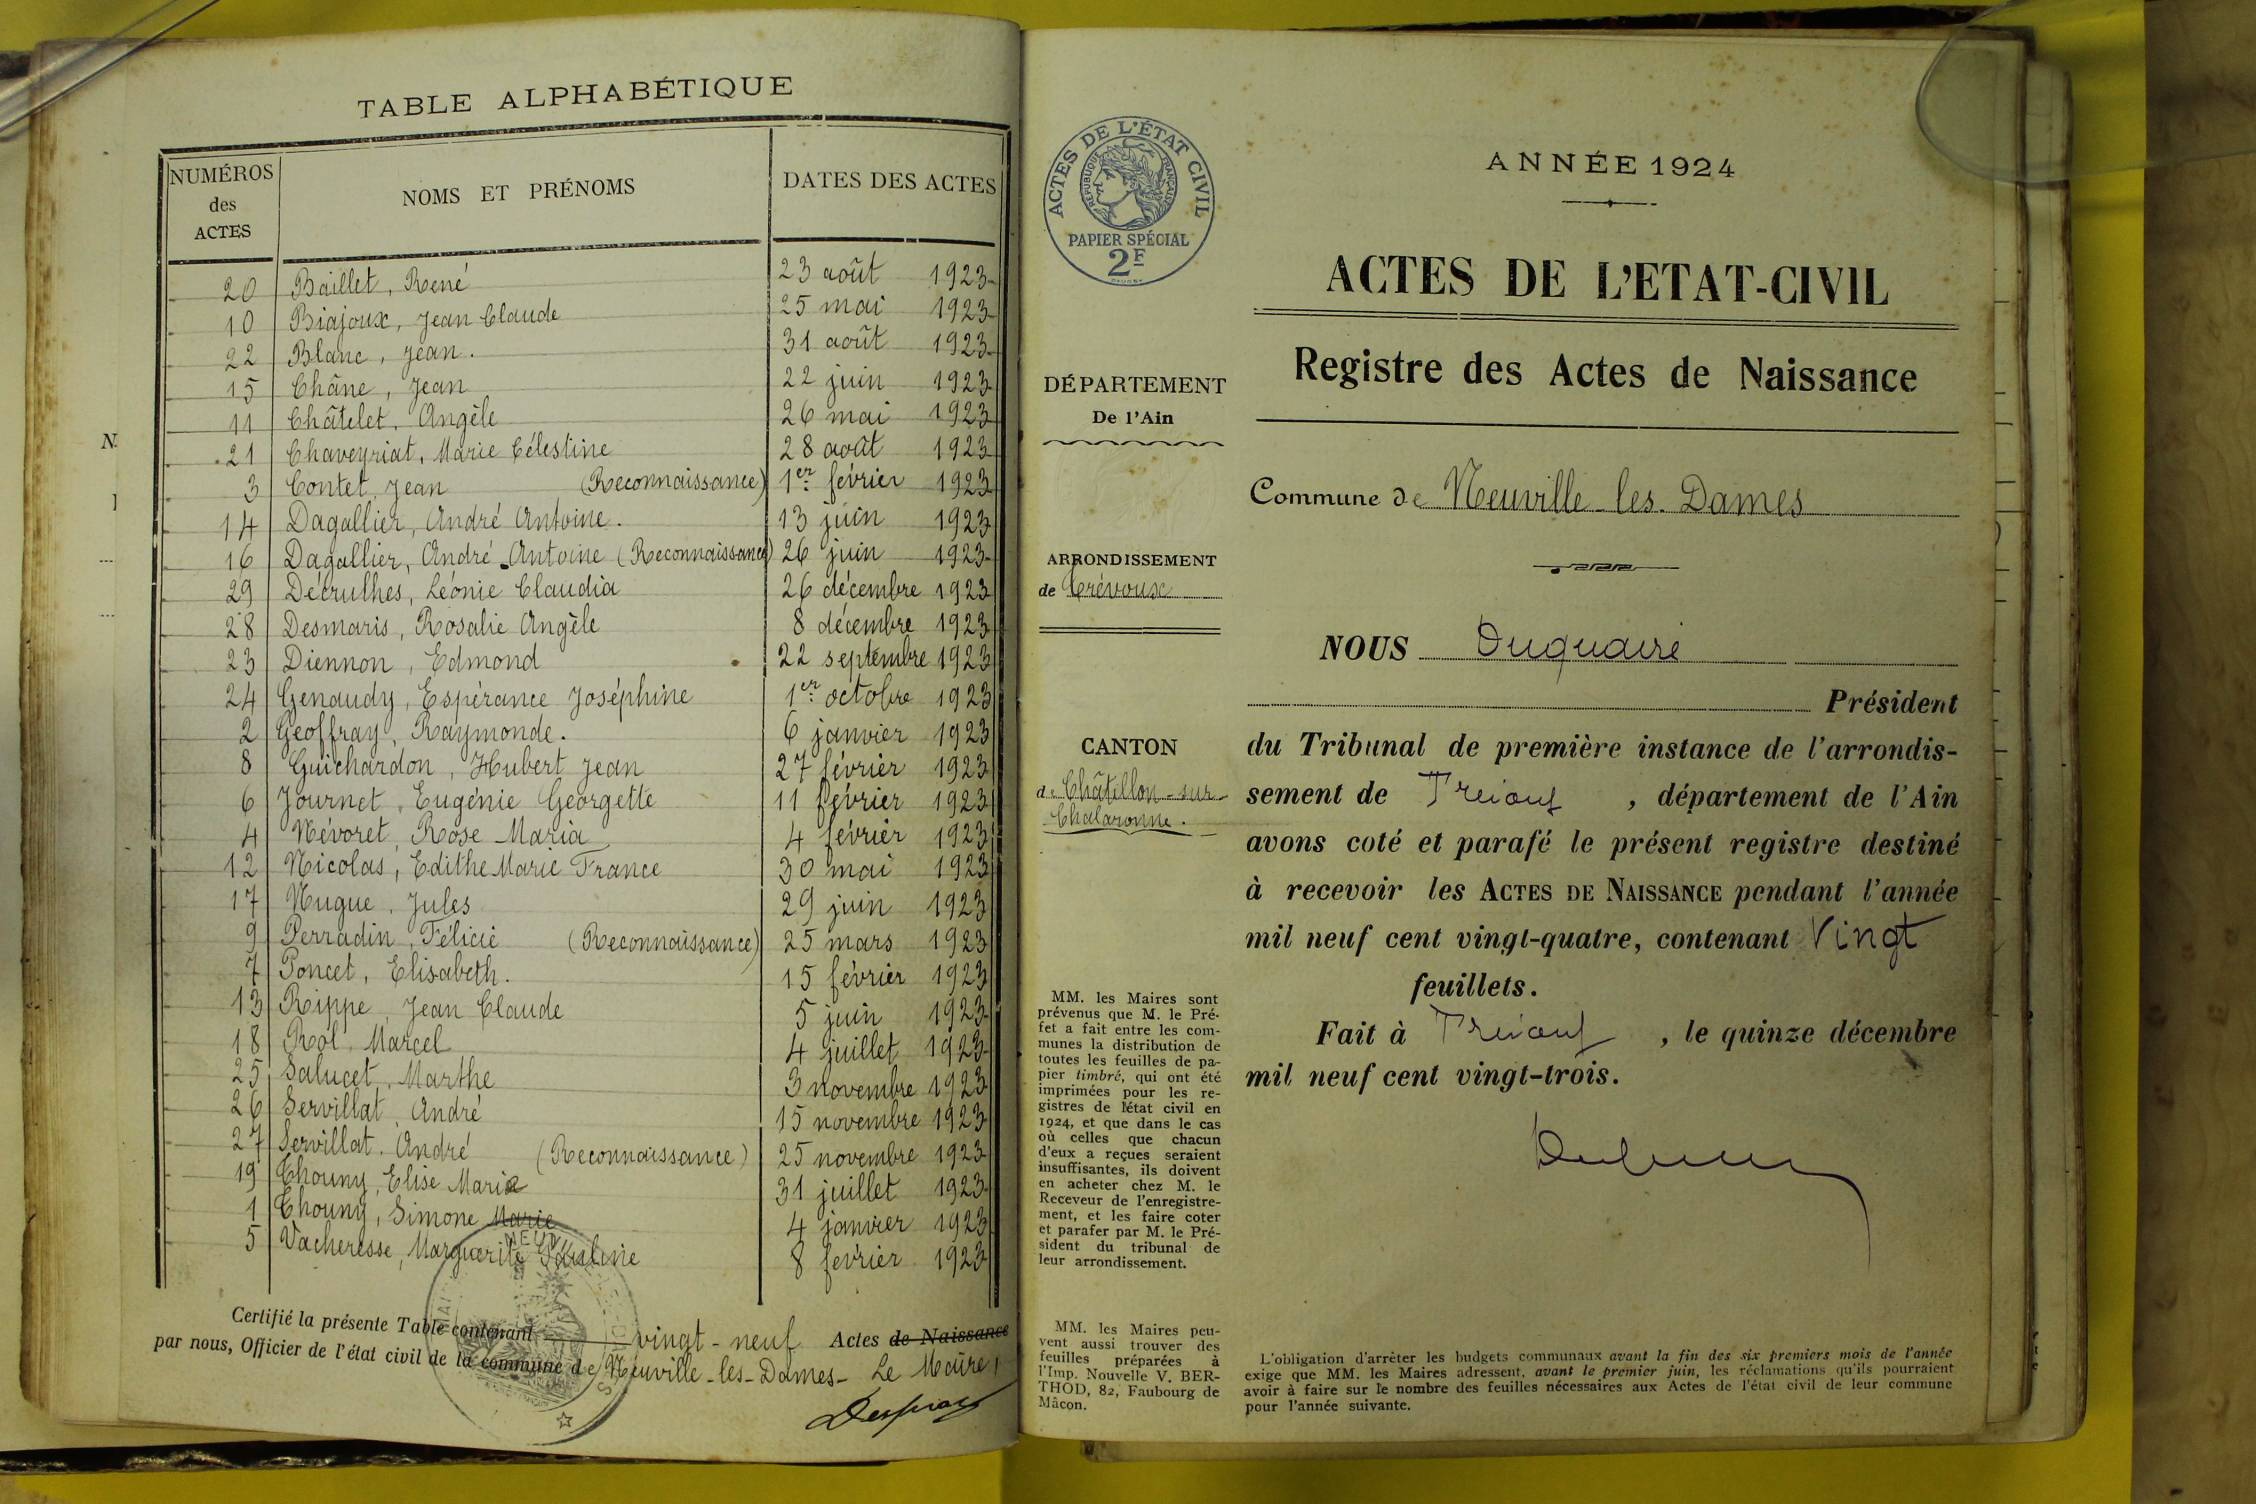 TABLE ALPHABÉTIQUE
NUMÉROS des ACTES NOMS ET PRÉNOMS DATES DES ACTES
20 Baillet, René 23 août 1923
10 Biajoux, Jean Claude 25 mai 1923
22 Blanc, Jean. 31 août 1923
15 Châne, Jean 22 juin 1923
11 Châtelet, Angèle 26 mai 1923
21 Chaveyriat, Marie Célestine 28 août 1923
3 Contet, Jean (Reconnaissance) 1er février 1923
14 Dagallier, André Antoine. 13 juin 1923
16 Dagallier, André Antoine (Reconnaissance) 26 juin 1923
29 Décrulhes, Léonie Claudia 26 décembre 1923
28 Desmaris, Rosalie Angèle 8 décembre 1923
23 Diennon, Edmond 22 septembre 1923
24 Genaudy, Espérance Joséphine 1er octobre 1923
2 Geoffray, Raymonde. 6 janvier 1923
8 Guichardon, Hubert Jean 27 février 1923
6 Journet, Eugénie Georgette 11 février 1923
4 Névoret, Rose Maria 4 février 1923
12 Nicolas, Edithe Marie France 30 mai 1923
17 Nugue, Jules 29 juin 1923
9 Perradin, Félicie (Reconnaissance) 25 mars 1923
7 Poncet, Elisabeth. 15 février 1923
13 Rippe, Jean Claude 5 juin 1923
18 Rol, Marcel 4 juillet 1923
25 Salucet, Marthe 3 novembre 1923
26 Servillat, André 15 novembre 1923
27 Servillat, André (Reconnaissance) 25 novembre 1923
19 Thouny, Elise Maria 31 juillet 1923
1 Thouny, Simone Marie 4 janvier 1923
5 Vacheresse, Marguerite Pauline 8 février 1923
Certifié la présente Table contenant vingt-neuf Actes de Naissance
par nous, Officier de l'état civil de la commune de Neuville-les-Dames- Le Maire,
ACTES DE L'ÉTAT CIVIL
RÉPUBLIQUE FRANÇAISE
PAPIER SPÉCIAL
2F
DÉPARTEMENT
De l'Ain
ARRONDISSEMENT
de Trévoux
CANTON
de Châtillon-sur-
Chalaronne.
MM. les Maires sont
prévenus que M. le Pré-
fet a fait entre les com-
munes la distribution de
toutes les feuilles de pa-
pier timbré, qui ont été
imprimées pour les re-
gistres de l'état civil en
1924, et que dans le cas
où celles que chacun
d'eux a reçues seraient
insuffisantes, ils doivent
en acheter chez M. le
Receveur de l'enregistre-
ment, et les faire coter
et parafer par M. le Pré-
sident du tribunal de
leur arrondissement.
MM. les Maires peu-
vent aussi trouver des
feuilles préparées à
l'Imp. Nouvelle V. BER-
THOD, 82, Faubourg de
Mâcon.
ANNÉE 1924
ACTES DE L'ETAT-CIVIL
Registre des Actes de Naissance
Commune de Neuville-les-Dames
NOUS Duquaire
Président
du Tribunal de première instance de l'arrondis-
sement de Trévoux, département de l'Ain
avons coté et parafé le présent registre destiné
à recevoir les ACTES DE NAISSANCE pendant l'année
mil neuf cent vingt-quatre, contenant Vingt
feuillets.
Fait à Trévoux, le quinze décembre
mil neuf cent vingt-trois.
L'obligation d'arrêter les budgets communaux avant la fin des six premiers mois de l'année
exige que MM. les Maires adressent, avant le premier juin, les réclamations qu'ils pourraient
avoir à faire sur le nombre des feuilles nécessaires aux Actes de l'état civil de leur commune
pour l'année suivante.